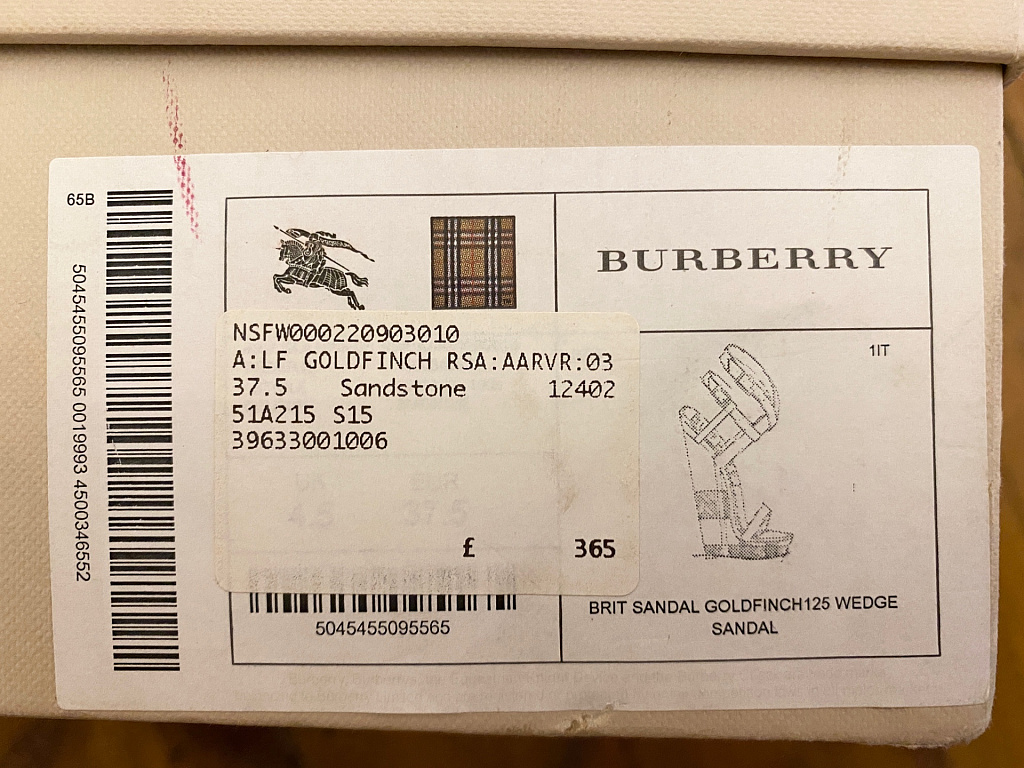 65B
5045455095565 0019993 4500346552
BURBERRY
NSFW000220903010
A:LF GOLDFINCH RSA:AARVR:03
37.5 Sandstone 12402
51A215 S15
39633001006
UK EUR
4.5 37.5
£ 365
5045455095565
1IT
BRIT SANDAL GOLDFINCH125 WEDGE
SANDAL